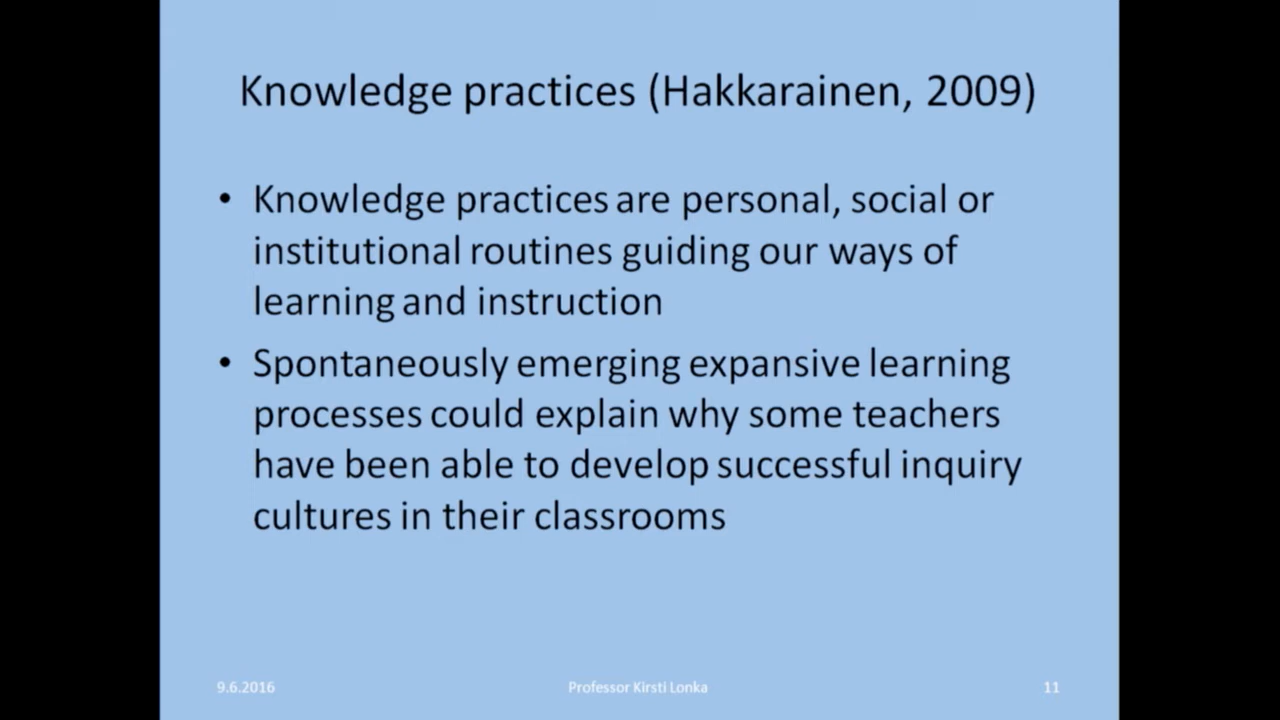 Knowledge practices (Hakkarainen, 2009)
• Knowledge practices are personal, social or
institutional routines guiding our ways of
learning and instruction
• Spontaneously emerging expansive learning
processes could explain why some teachers
have been able to develop successful inquiry
cultures in their classrooms
9.6.2016
Professor Kirsti Lonka
11